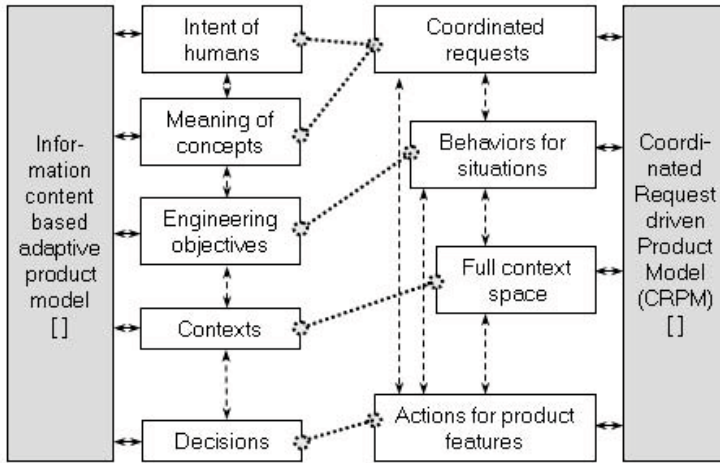 Infor-
mation
content
based
adaptive
product
model
[ ]
Intent of
humans
Meaning of
concepts
Engineering
objectives
Contexts
Decisions
Coordinated
requests
Behaviors for
situations
Full context
space
Actions for product
features
Coordi-
nated
Request
driven
Product
Model
(CRPM)
[ ]